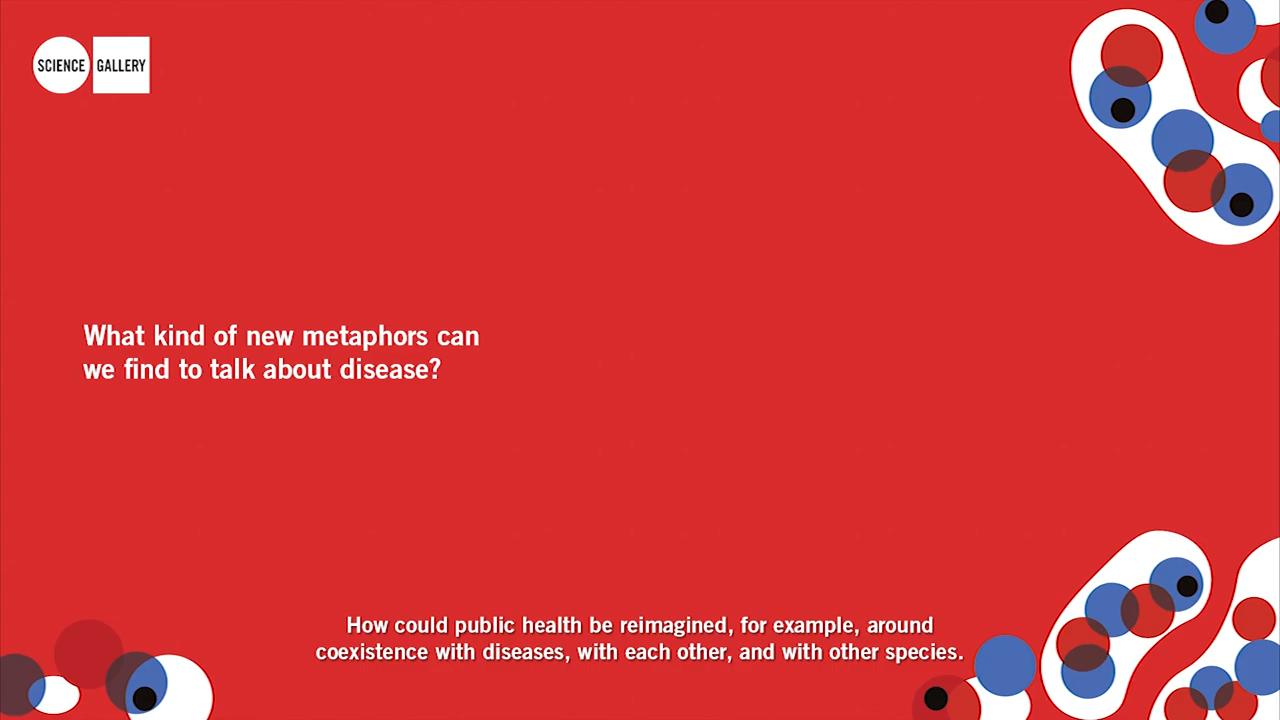 SCIENCE GALLERY
What kind of new metaphors can
we find to talk about disease?
How could public health be reimagined, for example, around
coexistence with diseases, with each other, and with other species.